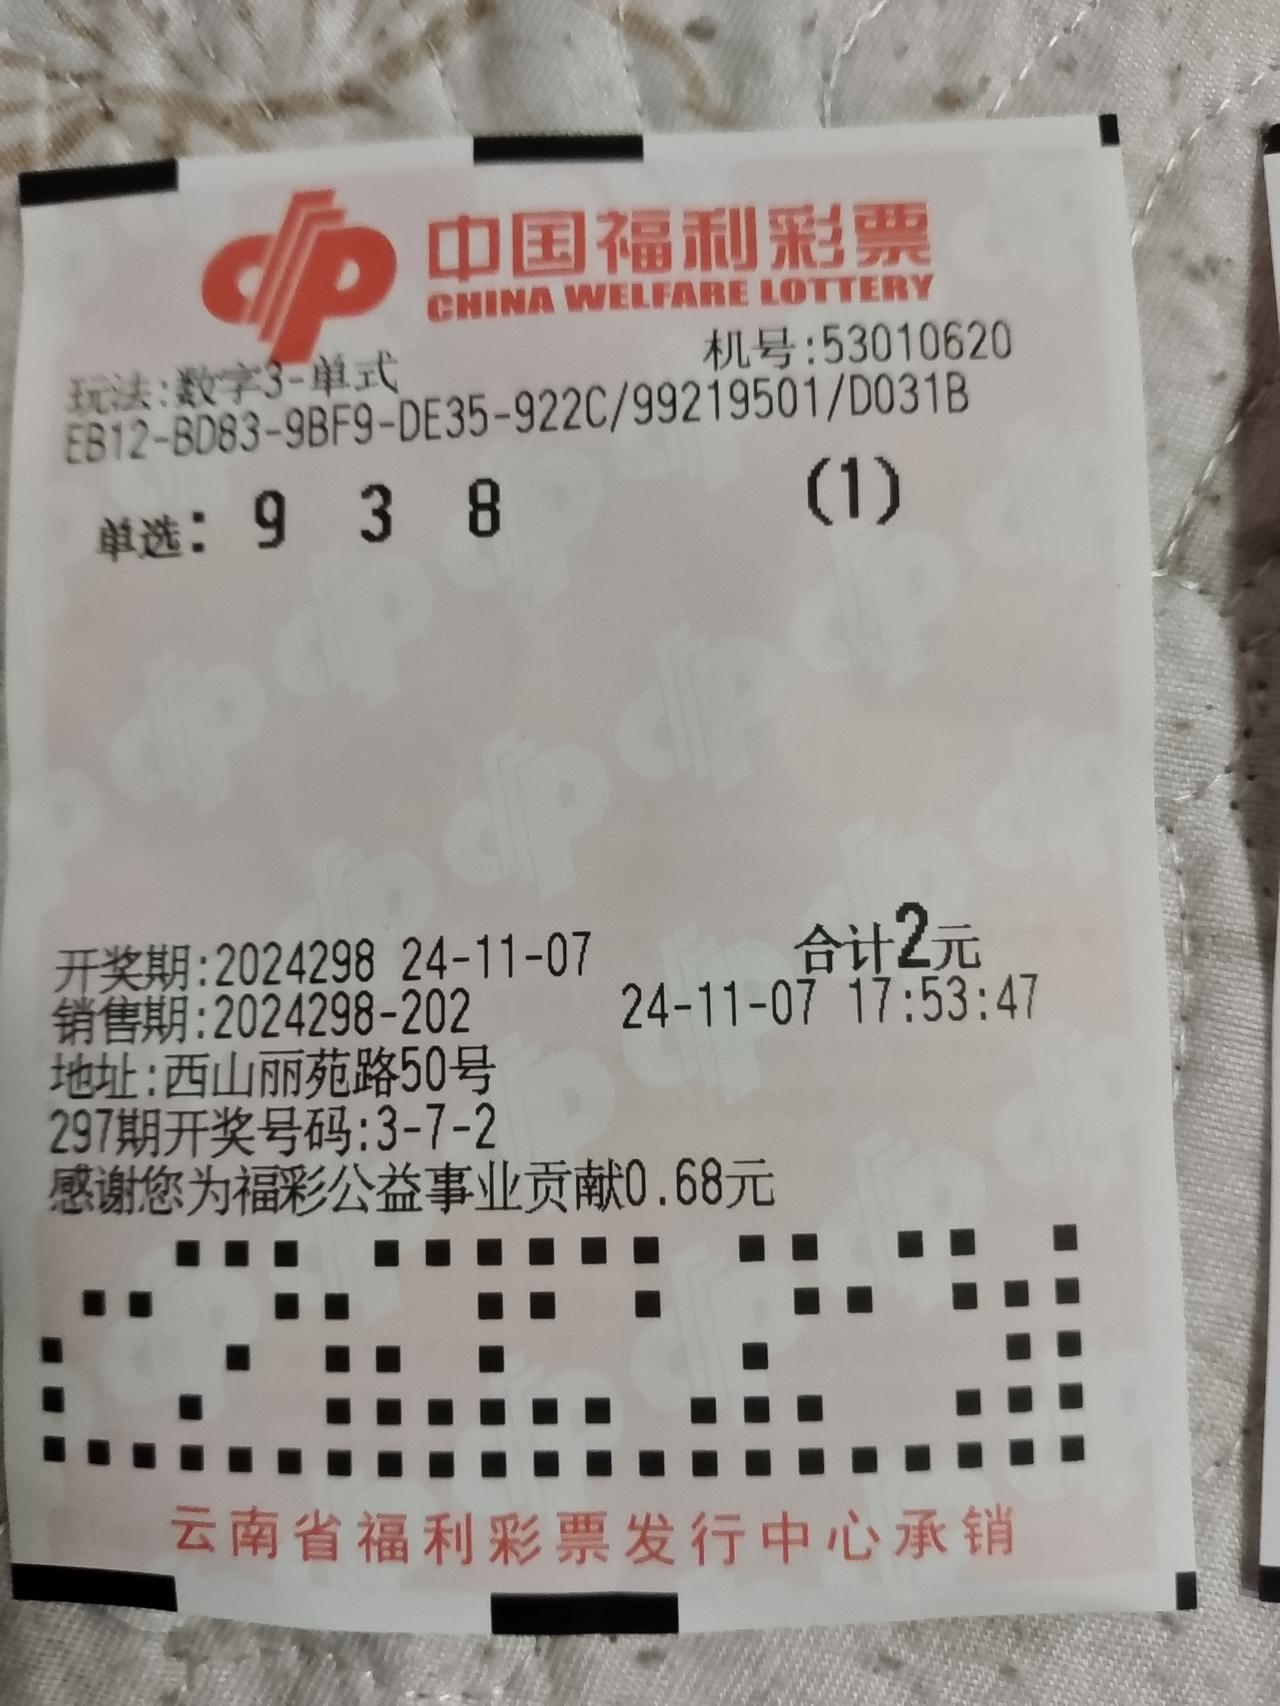 中国福利彩票
CHINA WELFARE LOTTERY
机号:53010620
玩法:数字3-单式
EB12-BD83-9BF9-DE35-922C/99219501/D031B
单选: 9 3 8 (1)
开奖期:2024298 24-11-07 合计2元
销售期:2024298-202 24-11-07 17:53:47
地址:西山丽苑路50号
297期开奖号码:3-7-2
感谢您为福彩公益事业贡献0.68元
云南省福利彩票发行中心承销